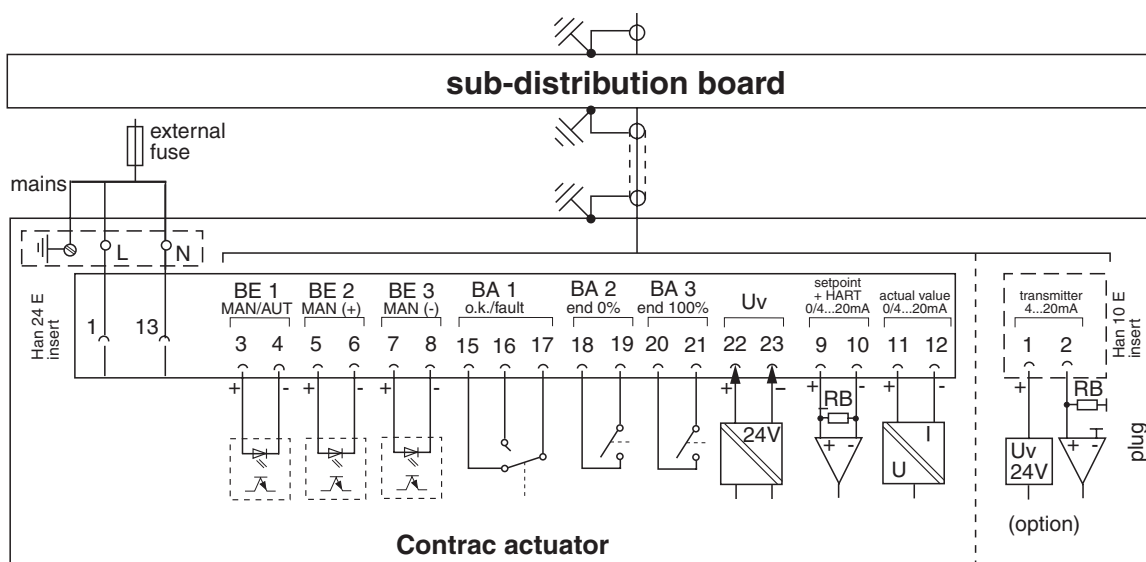 sub-distribution board
external
fuse
mains
L N
Han 24 E
insert
1 13
BE 1 BE 2 BE 3 BA 1 BA 2 BA 3 Uv setpoint
+ HART
0/4...20mA actual value
0/4...20mA
MAN/AUT MAN (+) MAN (-) o.k./fault end 0% end 100%
transmitter
4...20mA
Han 10 E
insert
3 4 5 6 7 8 15 16 17 18 19 20 21 22 23 9 10 11 12 1 2
+ - + - + - + - + - + - +
RB RB
24V + - I
U
Uv
24V
+ -
plug
(option)
Contrac actuator